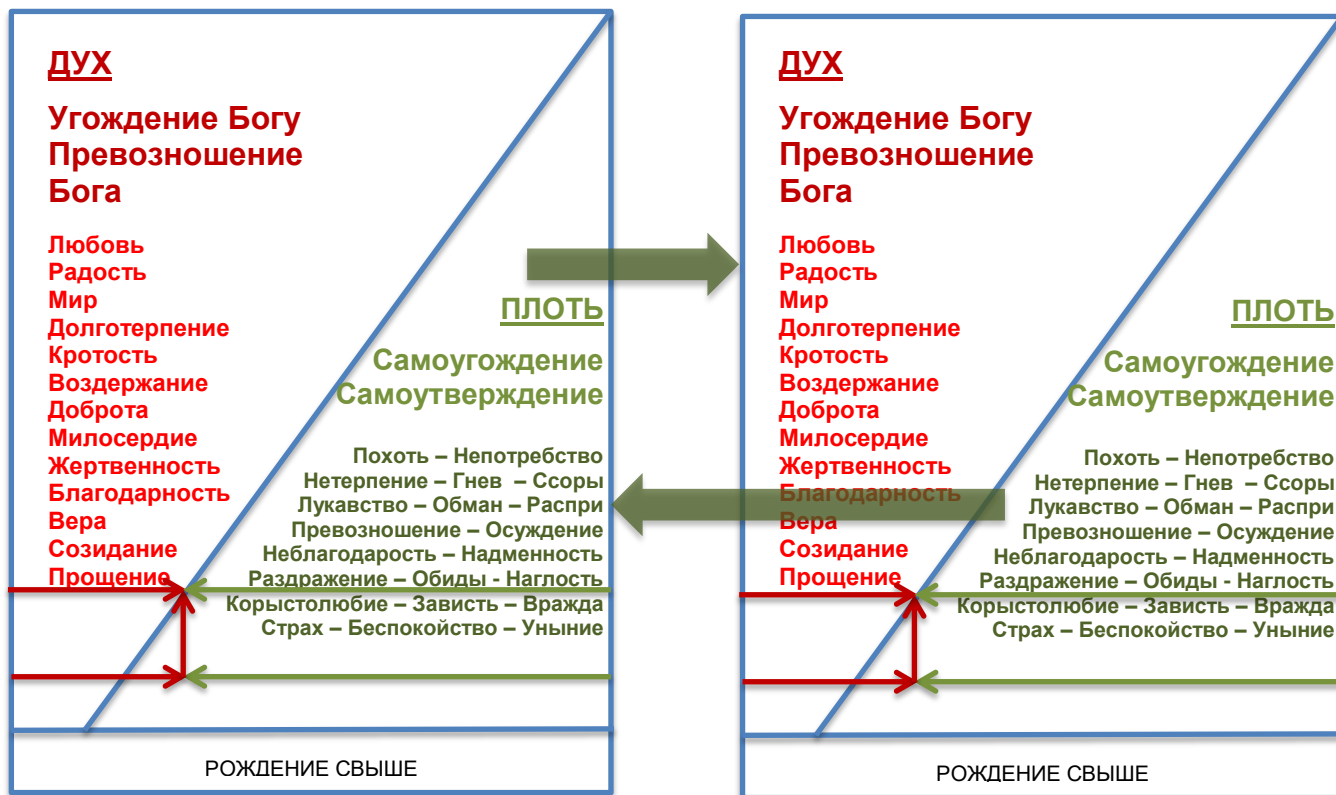 ДУХ
Угождение Богу
Превозношение
Бога
Любовь
Радость
Мир
Долготерпение
Кротость
Воздержание
Доброта
Милосердие
Жертвенность
Благодарность
Вера
Созидание
Прощение
ПЛОТЬ
Самоугождение
Самоутверждение
Похоть – Непотребство
Нетерпение – Гнев – Ссоры
Лукавство – Обман – Распри
Превозношение – Осуждение
Неблагодарость – Надменность
Раздражение – Обиды - Наглость
Корыстолюбие – Зависть – Вражда
Страх – Беспокойство – Уныние
РОЖДЕНИЕ СВЫШЕ
ДУХ
Угождение Богу
Превозношение
Бога
Любовь
Радость
Мир
Долготерпение
Кротость
Воздержание
Доброта
Милосердие
Жертвенность
Благодарность
Вера
Созидание
Прощение
ПЛОТЬ
Самоугождение
Самоутверждение
Похоть – Непотребство
Нетерпение – Гнев – Ссоры
Лукавство – Обман – Распри
Превозношение – Осуждение
Неблагодарость – Надменность
Раздражение – Обиды - Наглость
Корыстолюбие – Зависть – Вражда
Страх – Беспокойство – Уныние
РОЖДЕНИЕ СВЫШЕ